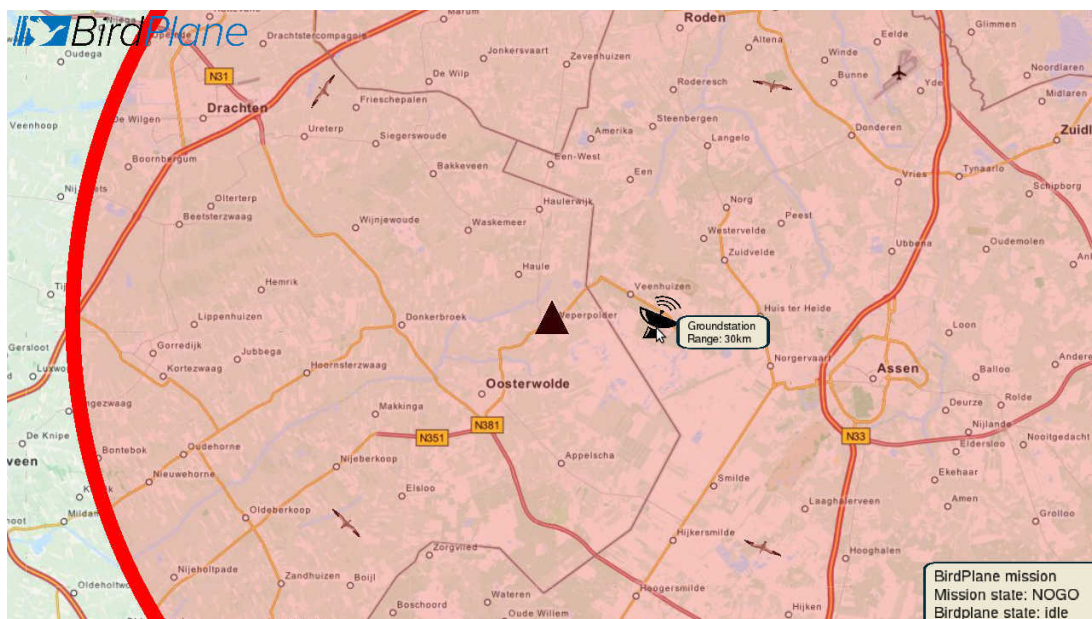 BirdPlane
Oudega
Drachtstercompagnie
Marum
Roden
Jonkersvaart
Zevenhuizen
De Wilp
N31
Frieschepalen
Drachten
Veenhoop
De Wilgen
Ureterp
Siegerswoude
Boornbergum
Bakkeveen
Altena
Eelde
Glimmen
Winde
Bunne
Yde
Noordlaren
Midlaren
Roderesch
Steenbergen
Amerika
Langelo
Donderen
Zuidl
Een-West
Een
Vries
Tynaarlo
Schipborg
Olterterp
Beetsterzwaag
Wijnjewoude
Waskemeer
Haulerwijk
Norg
Peest
Westervelde
Zuidvelde
Ubbena
Oudemolen
Haule
Hemrik
Veenhuizen
Lippenhuizen
Donkerbroek
Weperpolder
Groundstation
Range: 30km
Huis ter Heide
Loon
Gersloot
Gorredijk
Jubbega
Kortezwaag
Hoornsterzwaag
Norgervaart
Balloo
Assen
Oosterwolde
Makkinga
Rolde
Deurze
Nijlande
De Knipe
N351
N381
N33
Eldersloo
Nooitgedacht
Bontebok
Oudehorne
Nieuwehorne
Nijeberkoop
Appelscha
Ekehaar
Elsloo
Smilde
Amen
Laaghalerveen
Grolloo
Oldeberkoop
Hijkersmilde
Zorgvlied
Hooghalen
Nijeholtpade
Zandhuizen
Boijl
Wateren
Hoogersmilde
Boschoord
Oude Willem
Hijken
BirdPlane mission
Mission state: NOGO
Birdplane state: idle